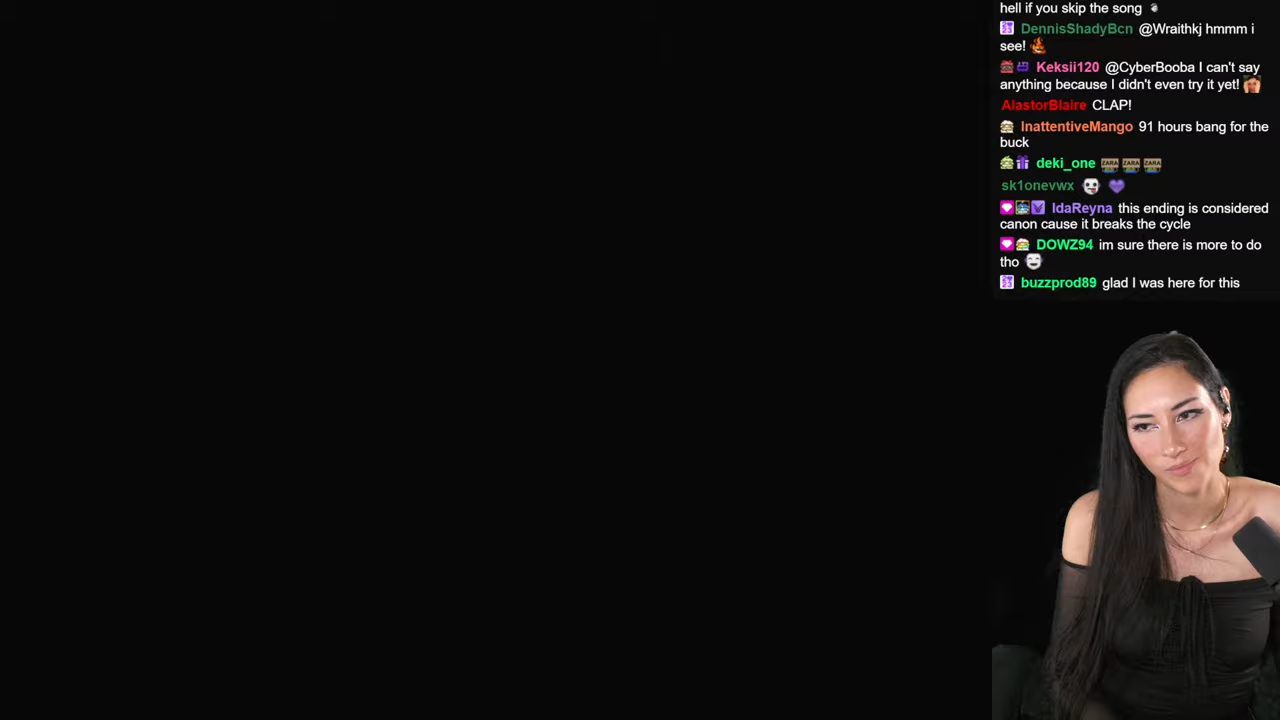 hell if you skip the song
DennisShadyBcn @Wraithkj hmmm i
see!
Keksii120 @CyberBooba I can't say
anything because I didn't even try it yet!
AlastorBlaire CLAP!
InattentiveMango 91 hours bang for the
buck
deki_one ZARA ZARA ZARA
sk1onevwx
IdaReyna this ending is considered
canon cause it breaks the cycle
DOWZ94 im sure there is more to do
tho
buzzprod89 glad I was here for this